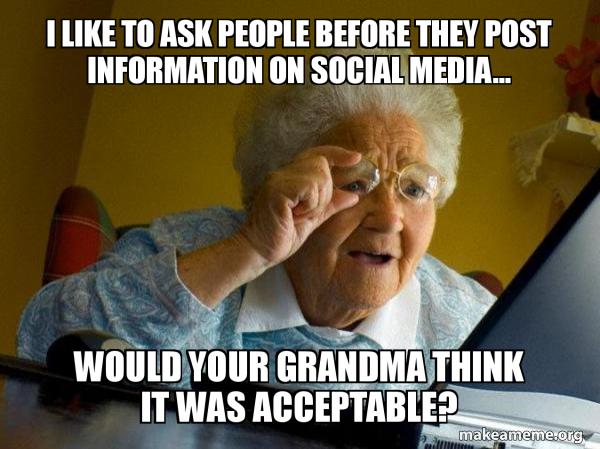 I LIKE TO ASK PEOPLE BEFORE THEY POST
INFORMATION ON SOCIAL MEDIA...
WOULD YOUR GRANDMA THINK
IT WAS ACCEPTABLE?
makeameme.org